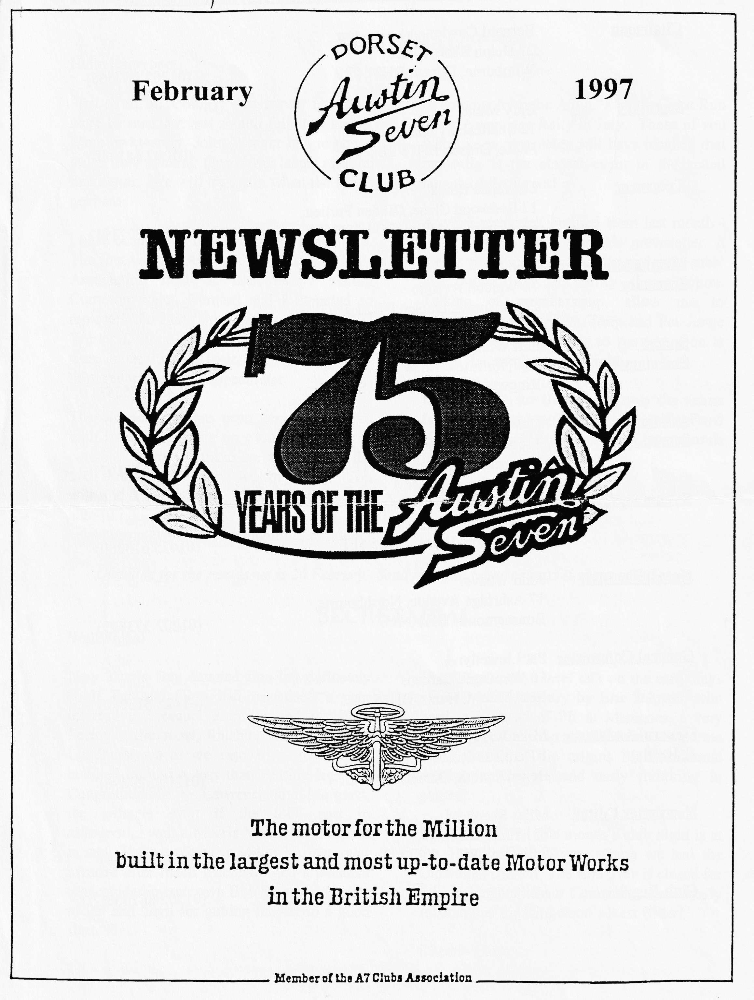 DORSET
February
Austin
1997
Seven
CLUB
NEWSLETTER
75
YEARS OF THE Austin
Seven
The motor for the Million
built in the largest and most up-to-date Motor Works
in the British Empire
Member of the A7 Clubs Association